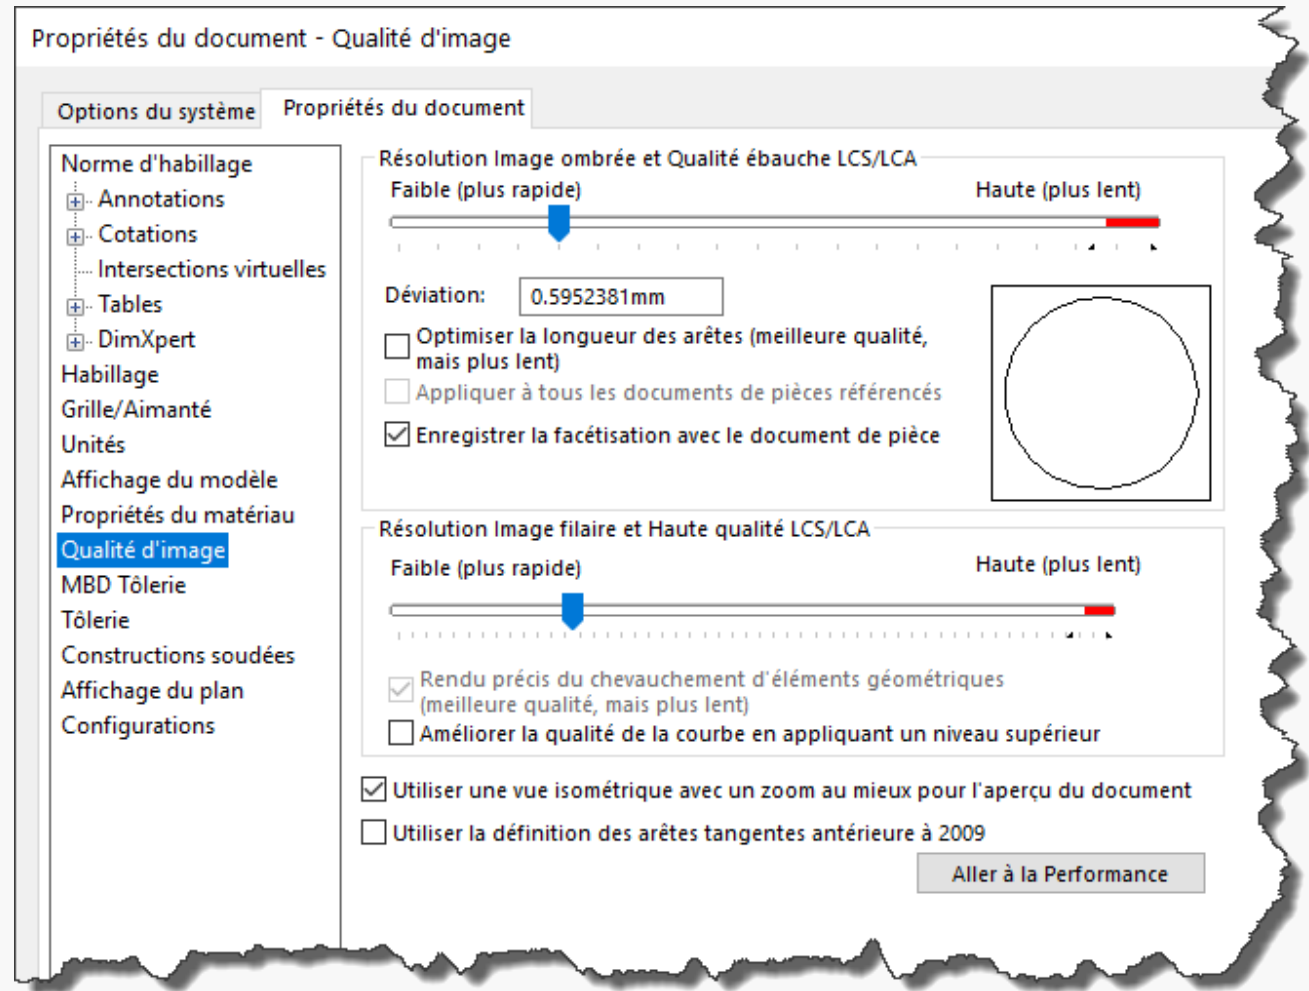 Propriétés du document - Qualité d'image
Options du système
Propriétés du document
Norme d'habillage
Annotations
Cotations
Intersections virtuelles
Tables
DimXpert
Habillage
Grille/Aimanté
Unités
Affichage du modèle
Propriétés du matériau
Qualité d'image
MBD Tôlerie
Tôlerie
Constructions soudées
Affichage du plan
Configurations
Résolution Image ombrée et Qualité ébauche LCS/LCA
Faible (plus rapide)
Haute (plus lent)
Déviation:
0.5952381mm
Optimiser la longueur des arêtes (meilleure qualité,
mais plus lent)
Appliquer à tous les documents de pièces référencés
Enregistrer la facétisation avec le document de pièce
Résolution Image filaire et Haute qualité LCS/LCA
Faible (plus rapide)
Haute (plus lent)
Rendu précis du chevauchement d'éléments géométriques
(meilleure qualité, mais plus lent)
Améliorer la qualité de la courbe en appliquant un niveau supérieur
Utiliser une vue isométrique avec un zoom au mieux pour l'aperçu du document
Utiliser la définition des arêtes tangentes antérieure à 2009
Aller à la Performance